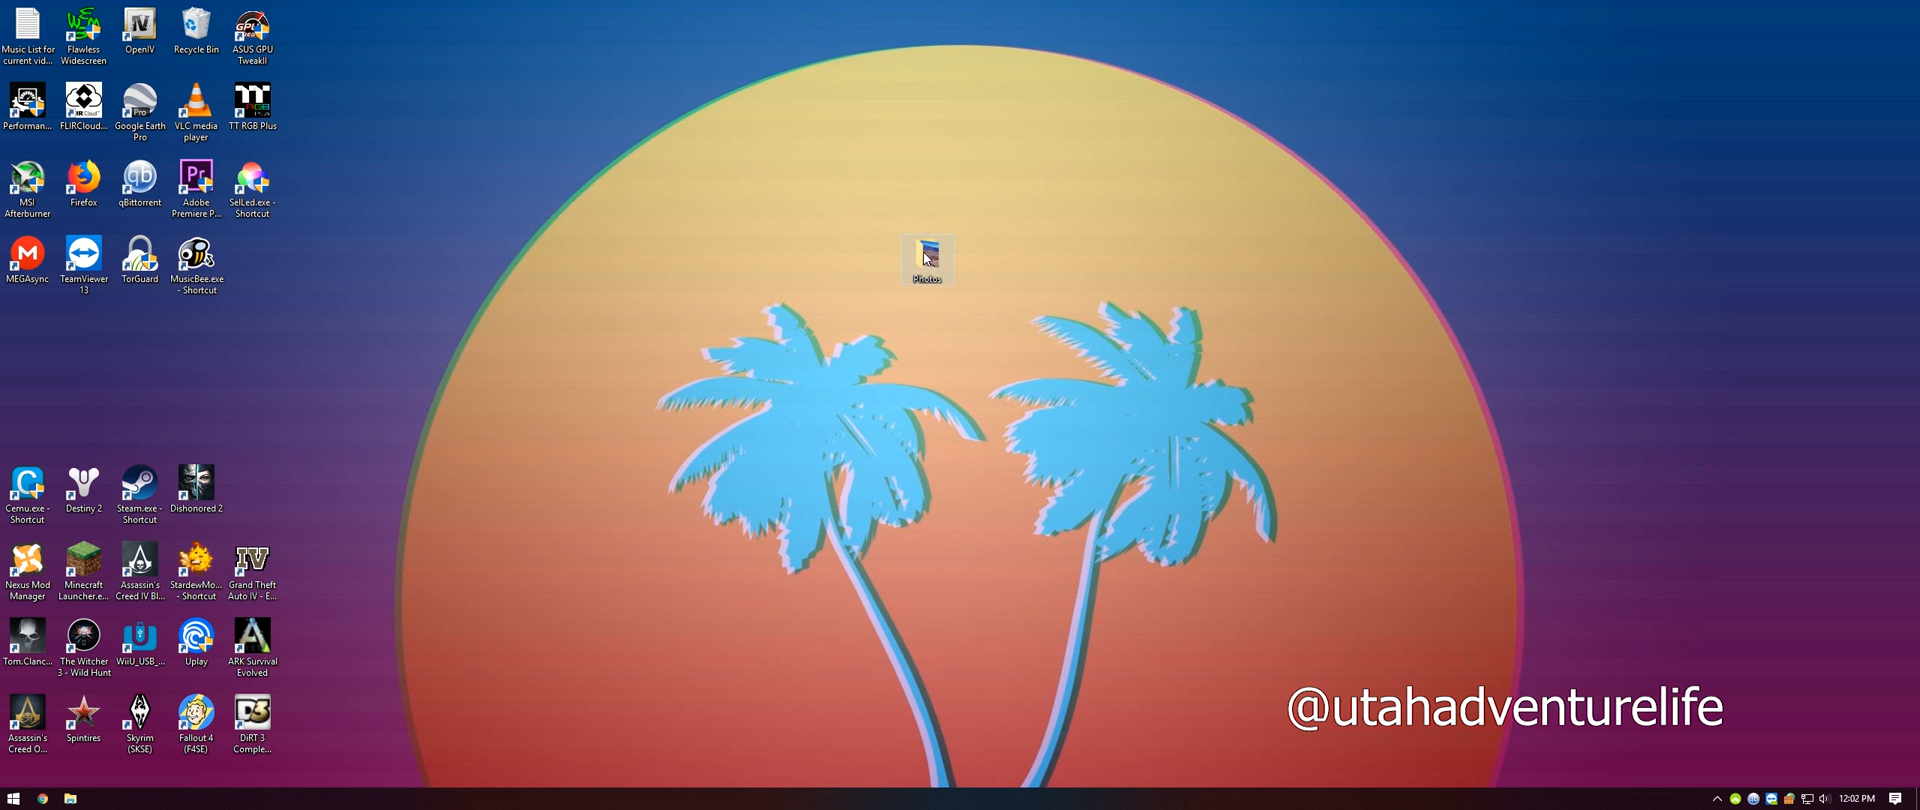 Music List for
current vid...
Flawless
Widescreen
OpenIV
Recycle Bin
ASUS GPU
TweakII
Performan...
FLIRCloud...
Google Earth
Pro
VLC media
player
TT RGB Plus
MSI
Afterburner
Firefox
qBittorrent
Adobe
Premiere P...
SelLed.exe -
Shortcut
MEGAsync
TeamViewer
13
TorGuard
MusicBee.exe
- Shortcut
Photos
Cemu.exe -
Shortcut
Destiny 2
Steam.exe -
Shortcut
Dishonored 2
Nexus Mod
Manager
Minecraft
Launcher.e...
Assassin's
Creed IV Bl...
StardewMo...
- Shortcut
Grand Theft
Auto IV - E...
Tom.Clanc...
The Witcher
3 - Wild Hunt
WiiU_USB_...
Uplay
ARK Survival
Evolved
Assassin's
Creed O...
Spintires
Skyrim
(SKSE)
Fallout 4
(F4SE)
DiRT 3
Comple...
@utahadventurelife
12:02 PM